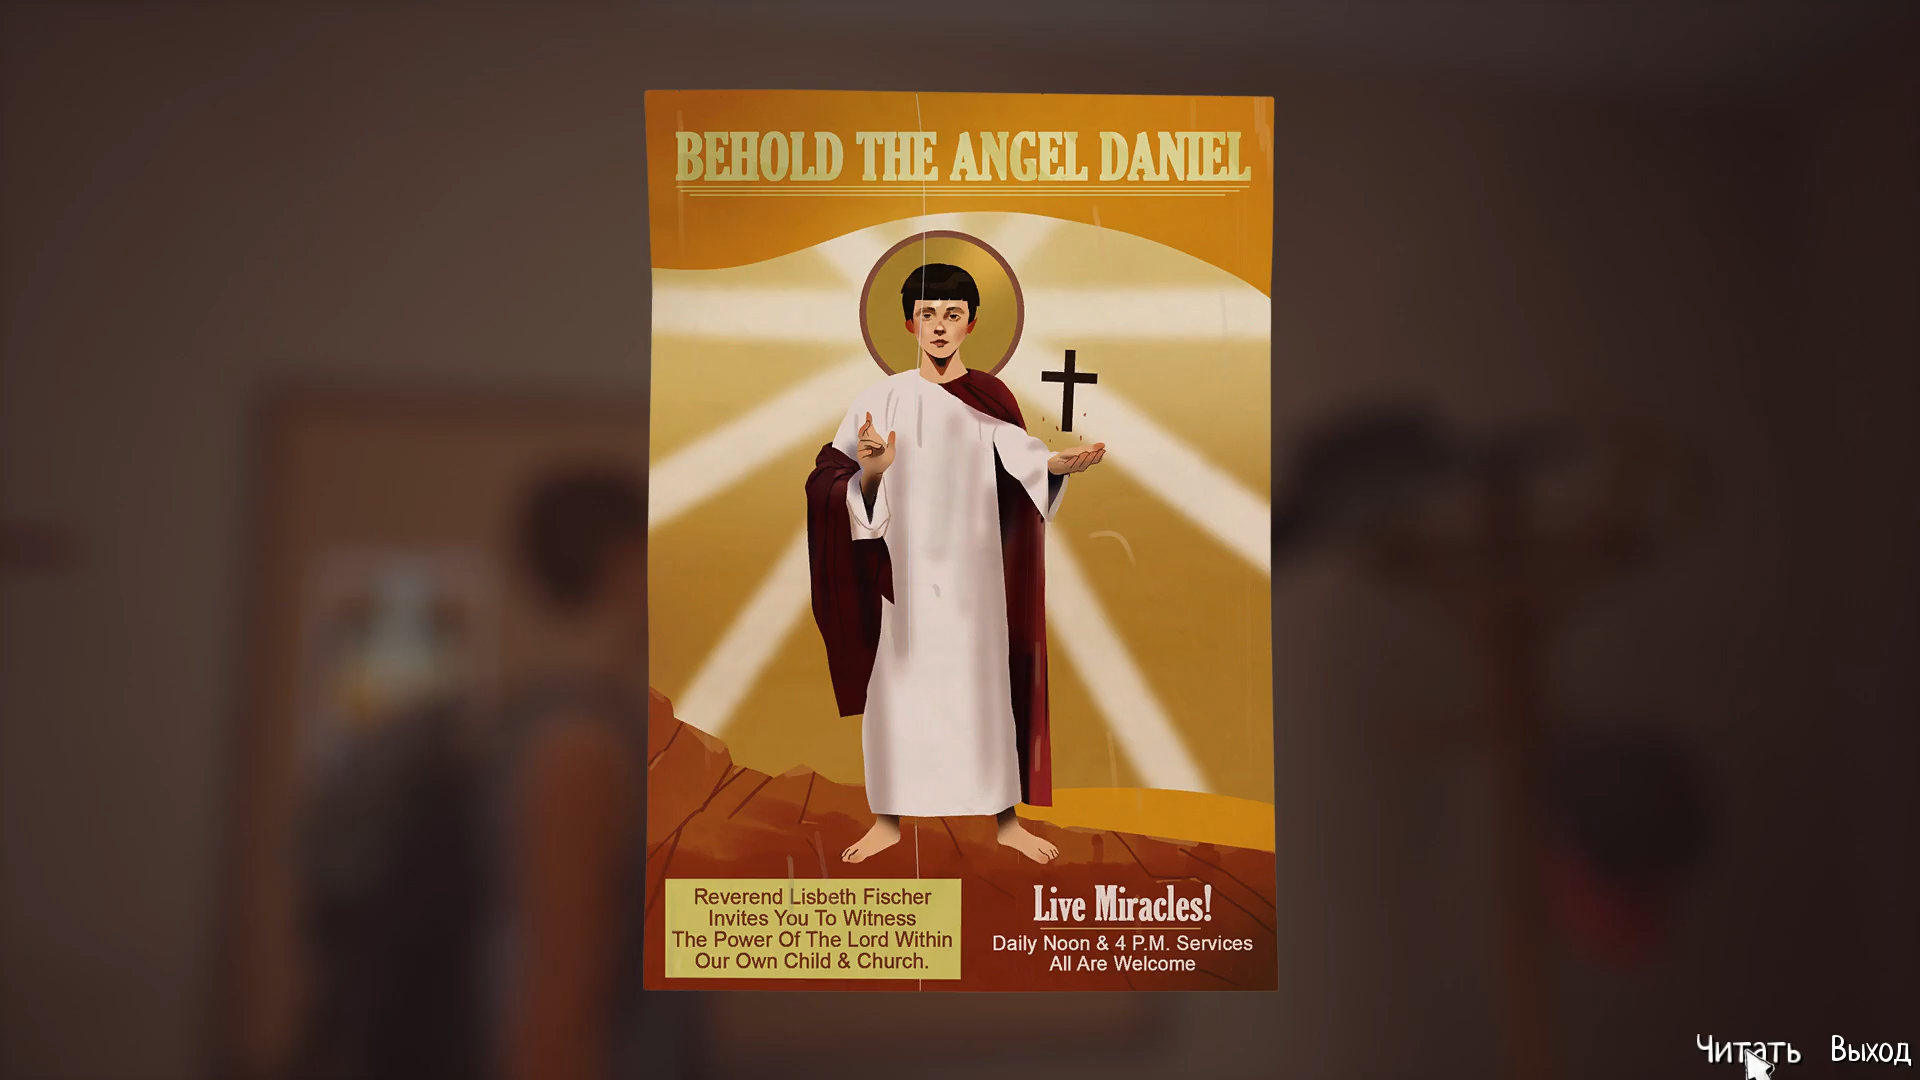 BEHOLD THE ANGEL DANIEL
Reverend Lisbeth Fischer
Invites You To Witness
The Power Of The Lord Within
Our Own Child & Church.
Live Miracles!
Daily Noon & 4 P.M. Services
All Are Welcome
Читать Выход